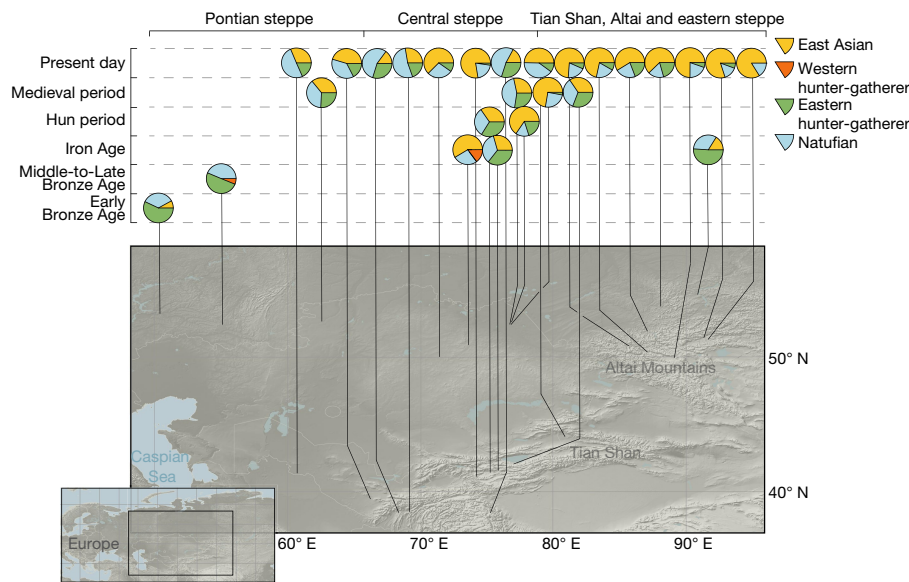 Pontian steppe
Central steppe
Tian Shan, Altai and eastern steppe
Present day
Medieval period
Hun period
Iron Age
Middle-to-Late
Bronze Age
Early
Bronze Age
East Asian
Western
hunter-gatherer
Eastern
hunter-gatherer
Natufian
50° N
Altai Mountains
Caspian
Sea
Tian Shan
40° N
Europe
60° E
70° E
80° E
90° E